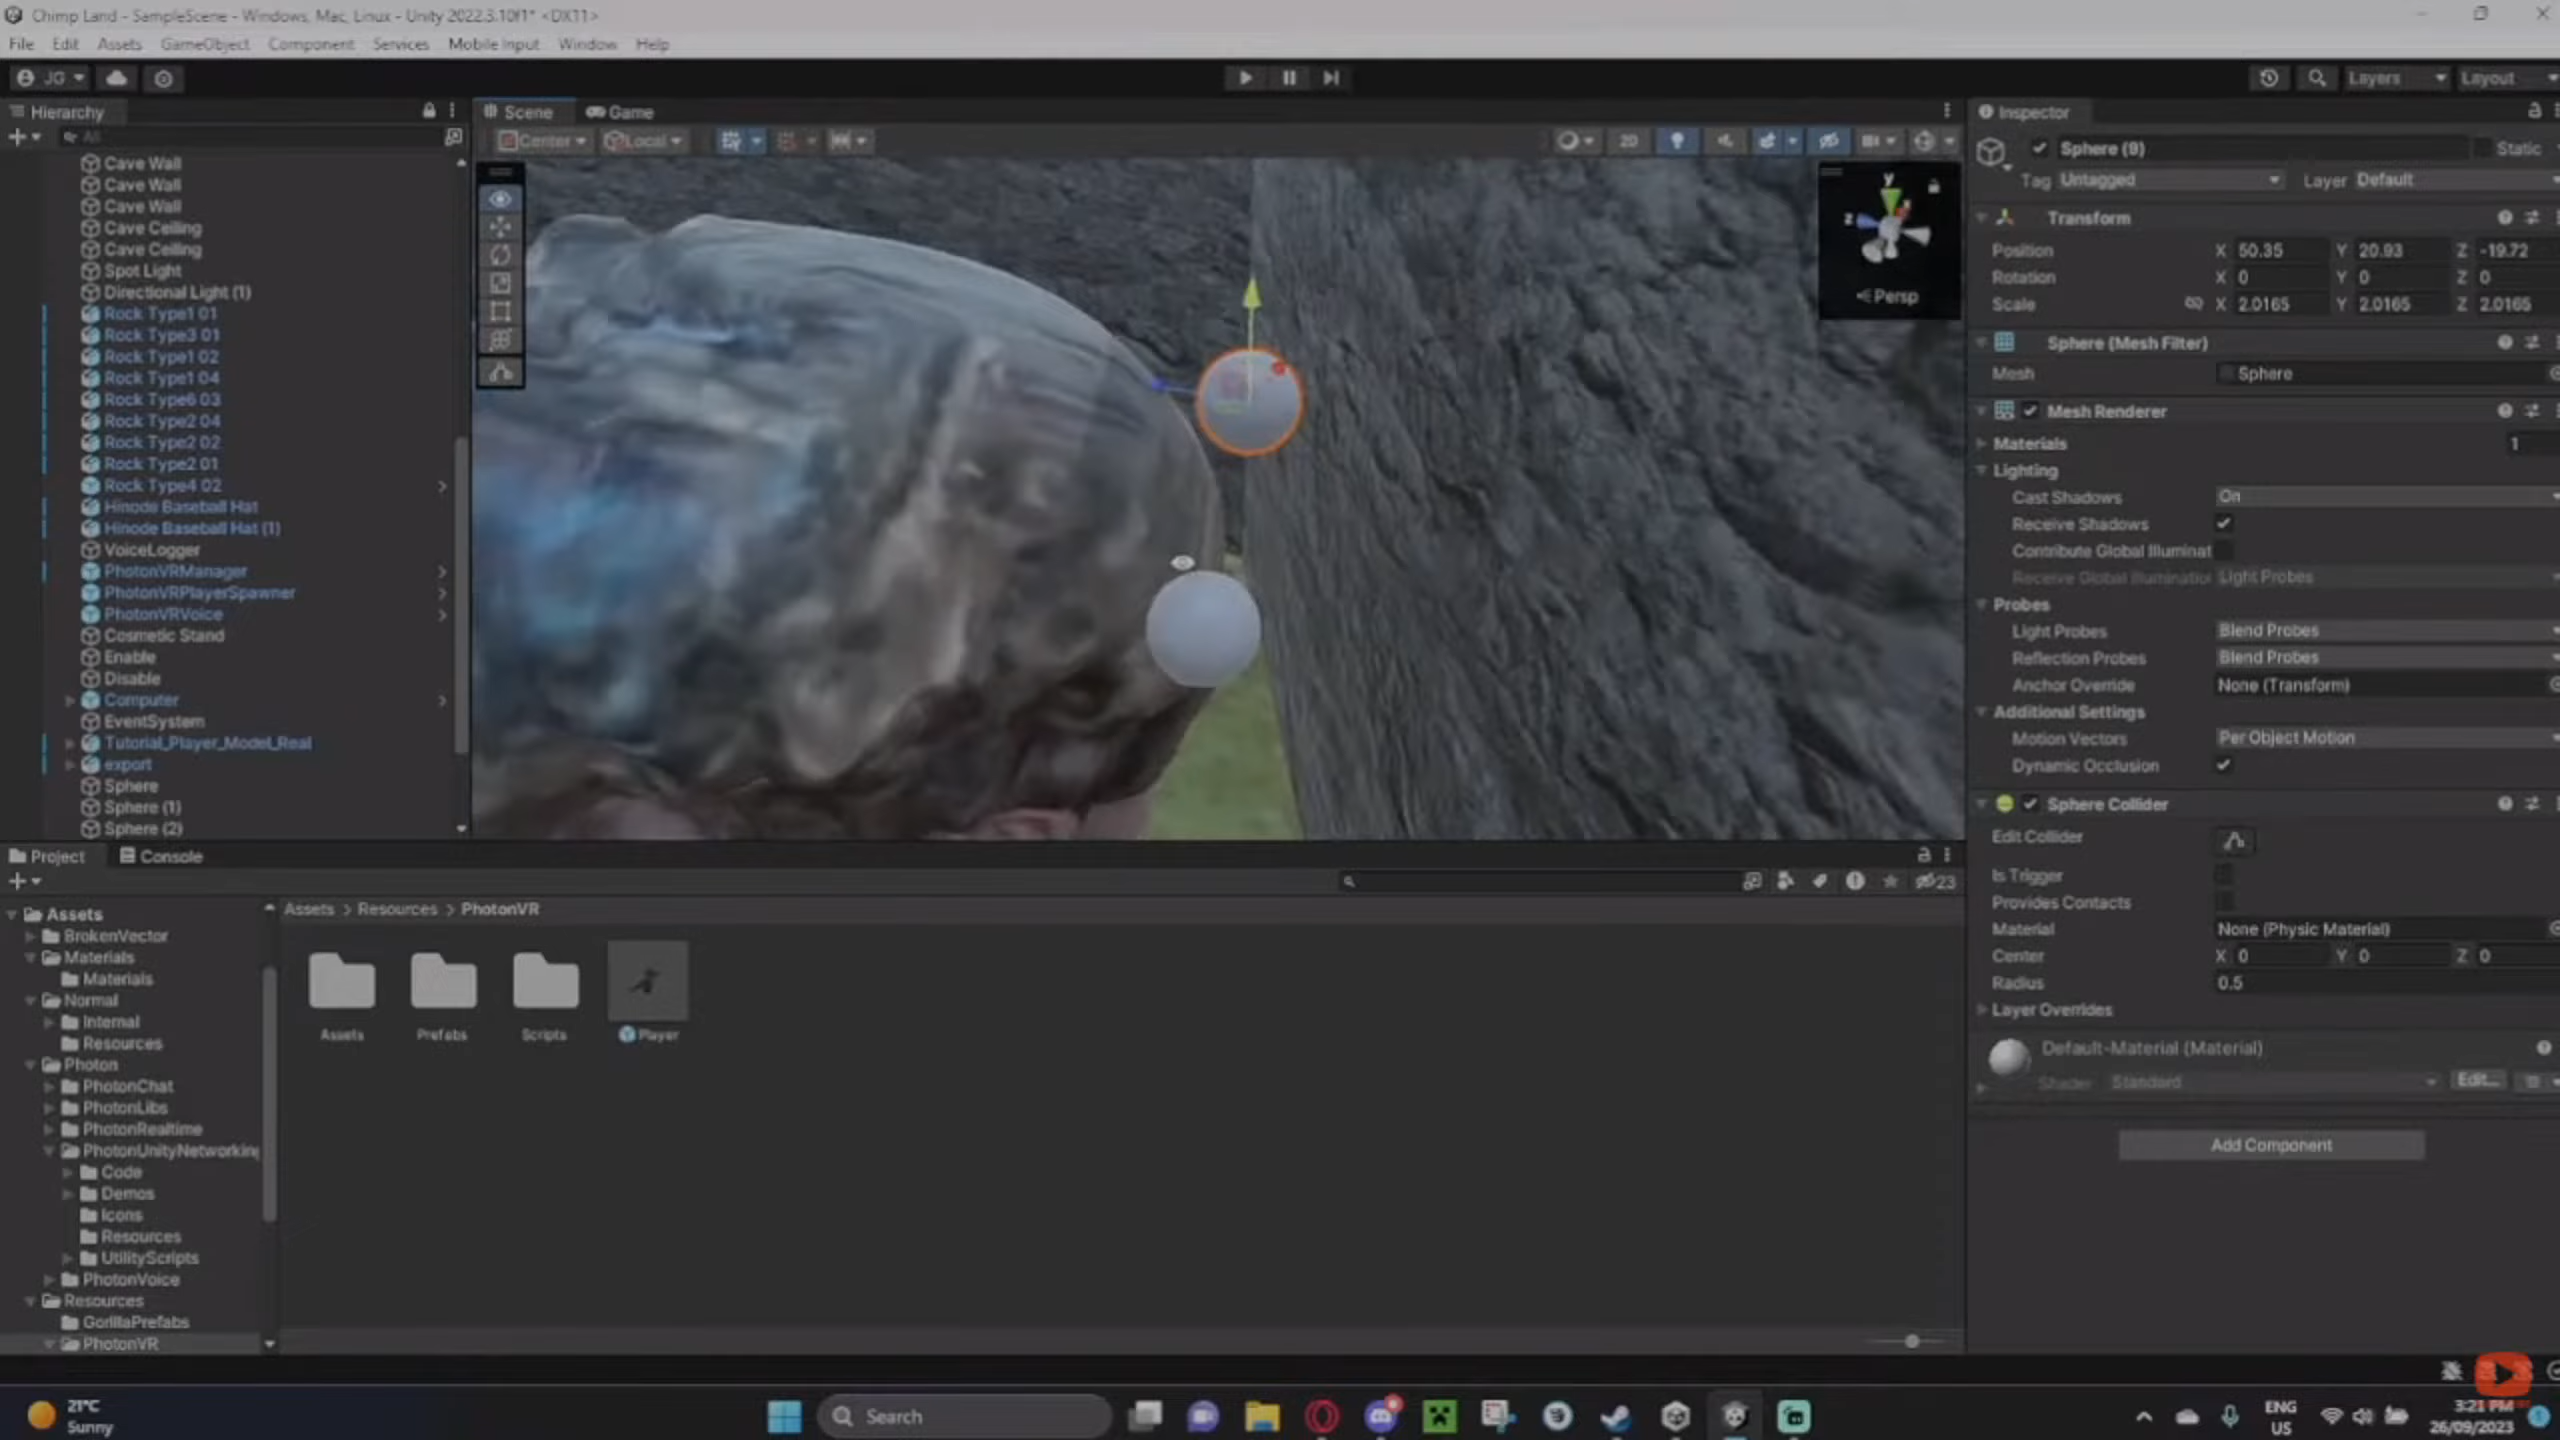 Chimp Land - SampleScene - Windows, Mac, Linux - Unity 2022.3.10f1* <DX11>
File Edit Assets GameObject Component Services Mobile Input Window Help
JG
Layers Layout
Hierarchy
All
Cave Wall
Cave Wall
Cave Wall
Cave Ceiling
Cave Ceiling
Spot Light
Directional Light (1)
Rock Type1 01
Rock Type3 01
Rock Type1 02
Rock Type1 04
Rock Type6 03
Rock Type2 04
Rock Type2 02
Rock Type2 01
Rock Type4 02
Hinode Baseball Hat
Hinode Baseball Hat (1)
VoiceLogger
PhotonVRManager
PhotonVRPlayerSpawner
PhotonVRVoice
Cosmetic Stand
Enable
Disable
Computer
EventSystem
Tutorial_Player_Model_Real
export
Sphere
Sphere (1)
Sphere (2)
Scene Game
Center Local
2D
y
x
z
Persp
Inspector
Sphere (9)
Static
Tag Untagged Layer Default
Transform
Position X 50.35 Y 20.93 Z -19.72
Rotation X 0 Y 0 Z 0
Scale X 2.0165 Y 2.0165 Z 2.0165
Sphere (Mesh Filter)
Mesh Sphere
Mesh Renderer
Materials 1
Lighting
Cast Shadows On
Receive Shadows
Contribute Global Illuminat
Receive Global Illuminatio Light Probes
Probes
Light Probes Blend Probes
Reflection Probes Blend Probes
Anchor Override None (Transform)
Additional Settings
Motion Vectors Per Object Motion
Dynamic Occlusion
Sphere Collider
Edit Collider
Is Trigger
Provides Contacts
Material None (Physic Material)
Center X 0 Y 0 Z 0
Radius 0.5
Layer Overrides
Default-Material (Material)
Shader Standard Edit...
Add Component
Project Console
23
Assets
BrokenVector
Materials
Materials
Normal
Internal
Resources
Photon
PhotonChat
PhotonLibs
PhotonRealtime
PhotonUnityNetworking
Code
Demos
Icons
Resources
UtilityScripts
PhotonVoice
Resources
GorillaPrefabs
PhotonVR
Assets > Resources > PhotonVR
Assets Prefabs Scripts Player
21°C
Sunny
Search
ENG
US
3:21 PM
26/09/2023